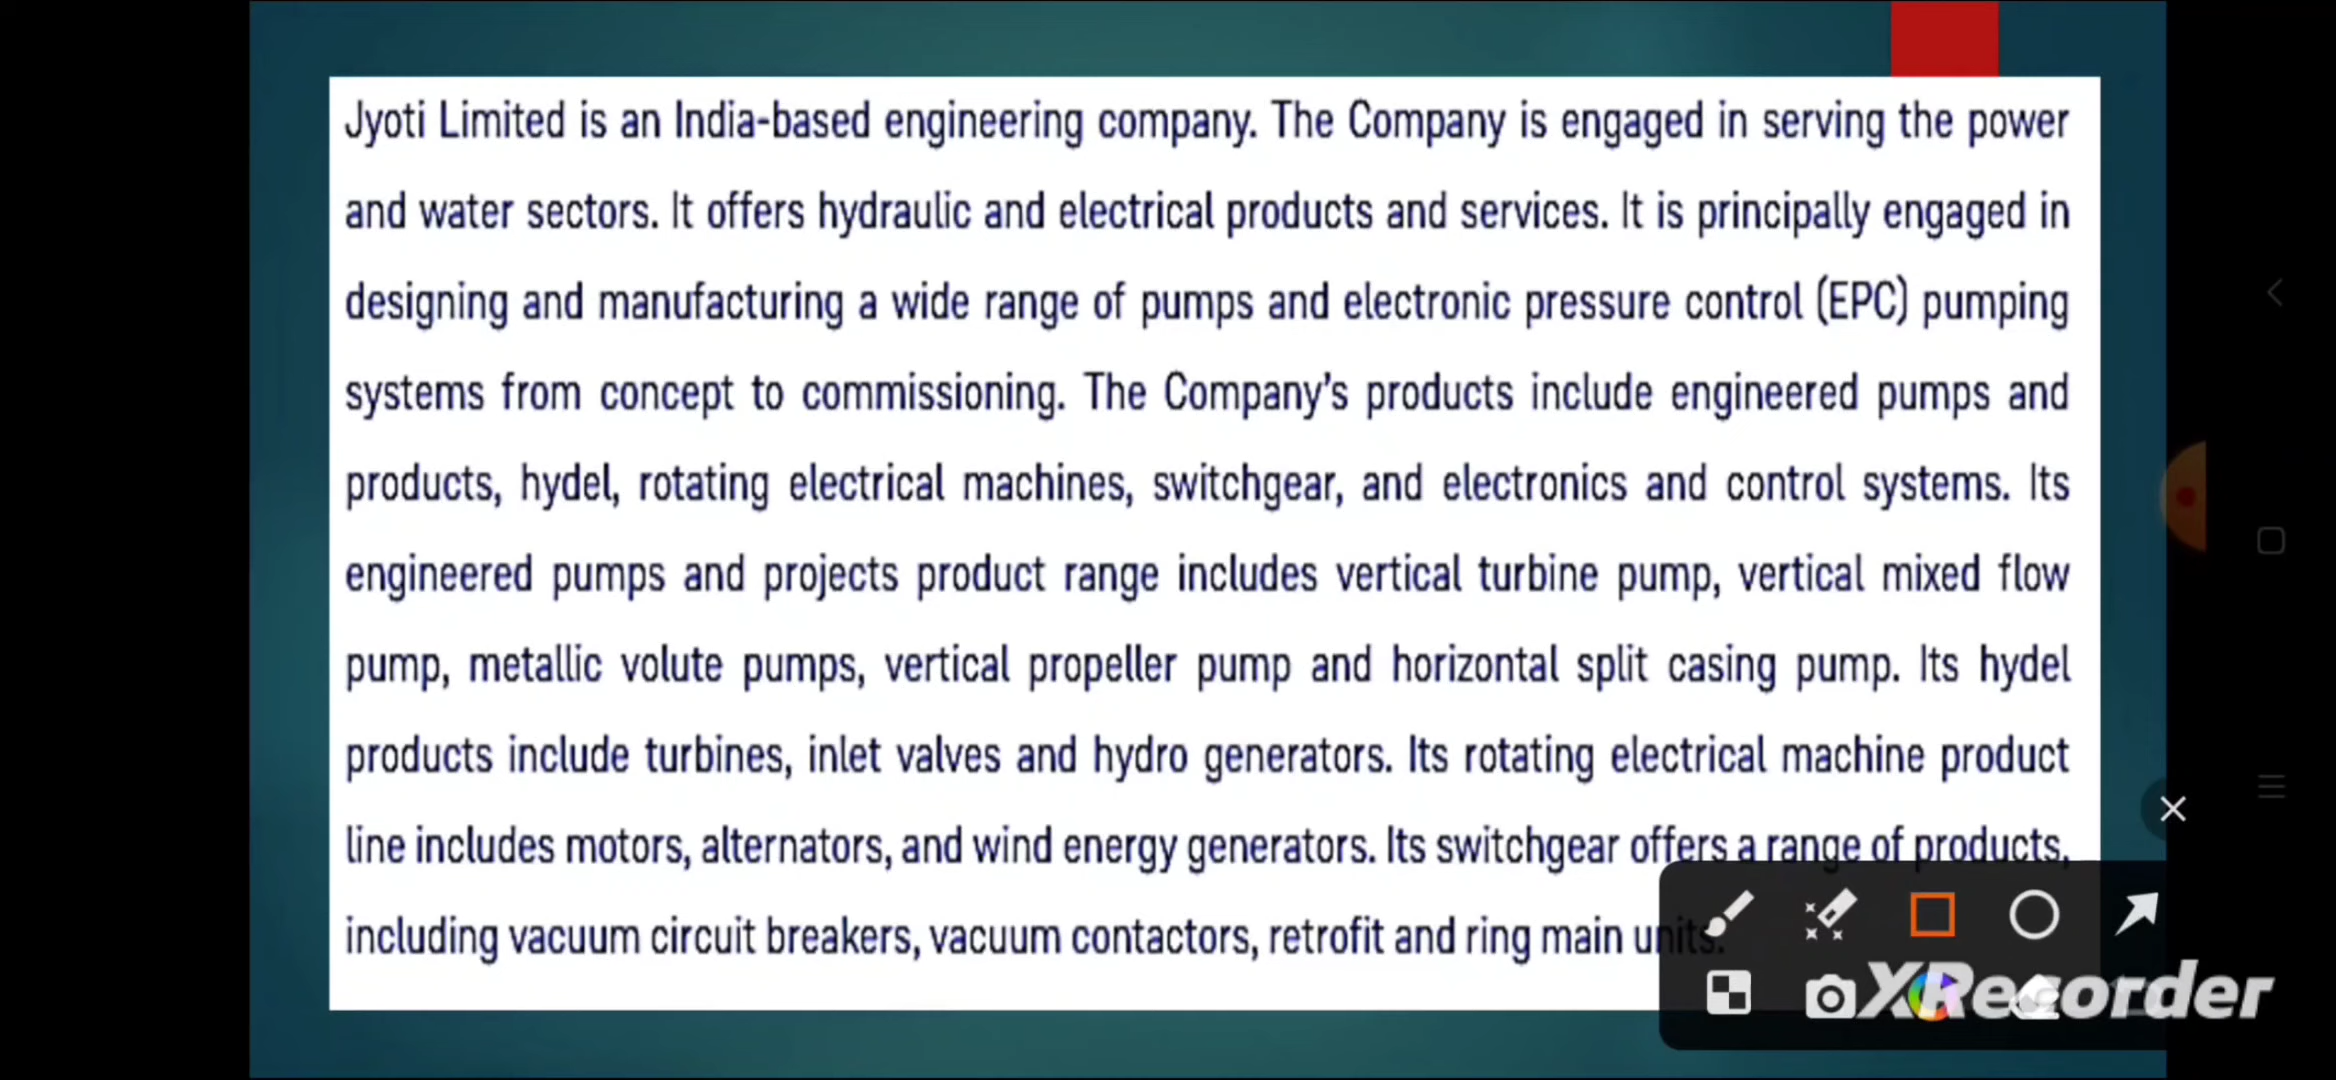 Jyoti Limited is an India-based engineering company. The Company is engaged in serving the power
and water sectors. It offers hydraulic and electrical products and services. It is principally engaged in
designing and manufacturing a wide range of pumps and electronic pressure control (EPC) pumping
systems from concept to commissioning. The Company's products include engineered pumps and
products, hydel, rotating electrical machines, switchgear, and electronics and control systems. Its
engineered pumps and projects product range includes vertical turbine pump, vertical mixed flow
pump, metallic volute pumps, vertical propeller pump and horizontal split casing pump. Its hydel
products include turbines, inlet valves and hydro generators. Its rotating electrical machine product
line includes motors, alternators, and wind energy generators. Its switchgear offers a range of products,
including vacuum circuit breakers, vacuum contactors, retrofit and ring main units.
XRecorder